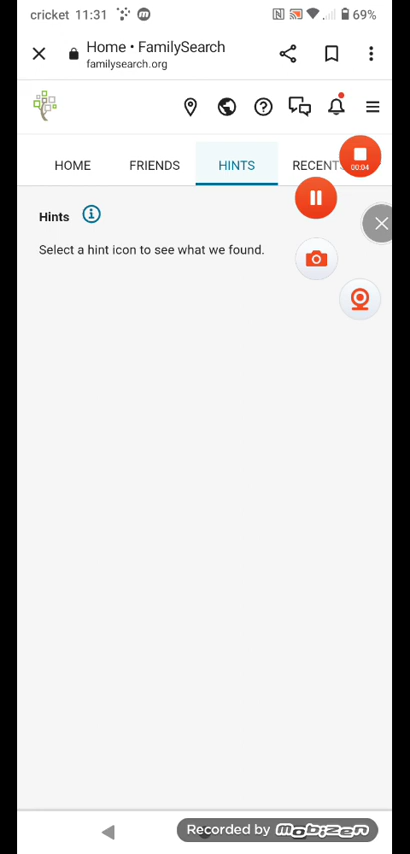 cricket 11:31 69%
Home • FamilySearch
familysearch.org
HOME FRIENDS HINTS RECENT
00:04
Hints
Select a hint icon to see what we found.
Recorded by mobizen